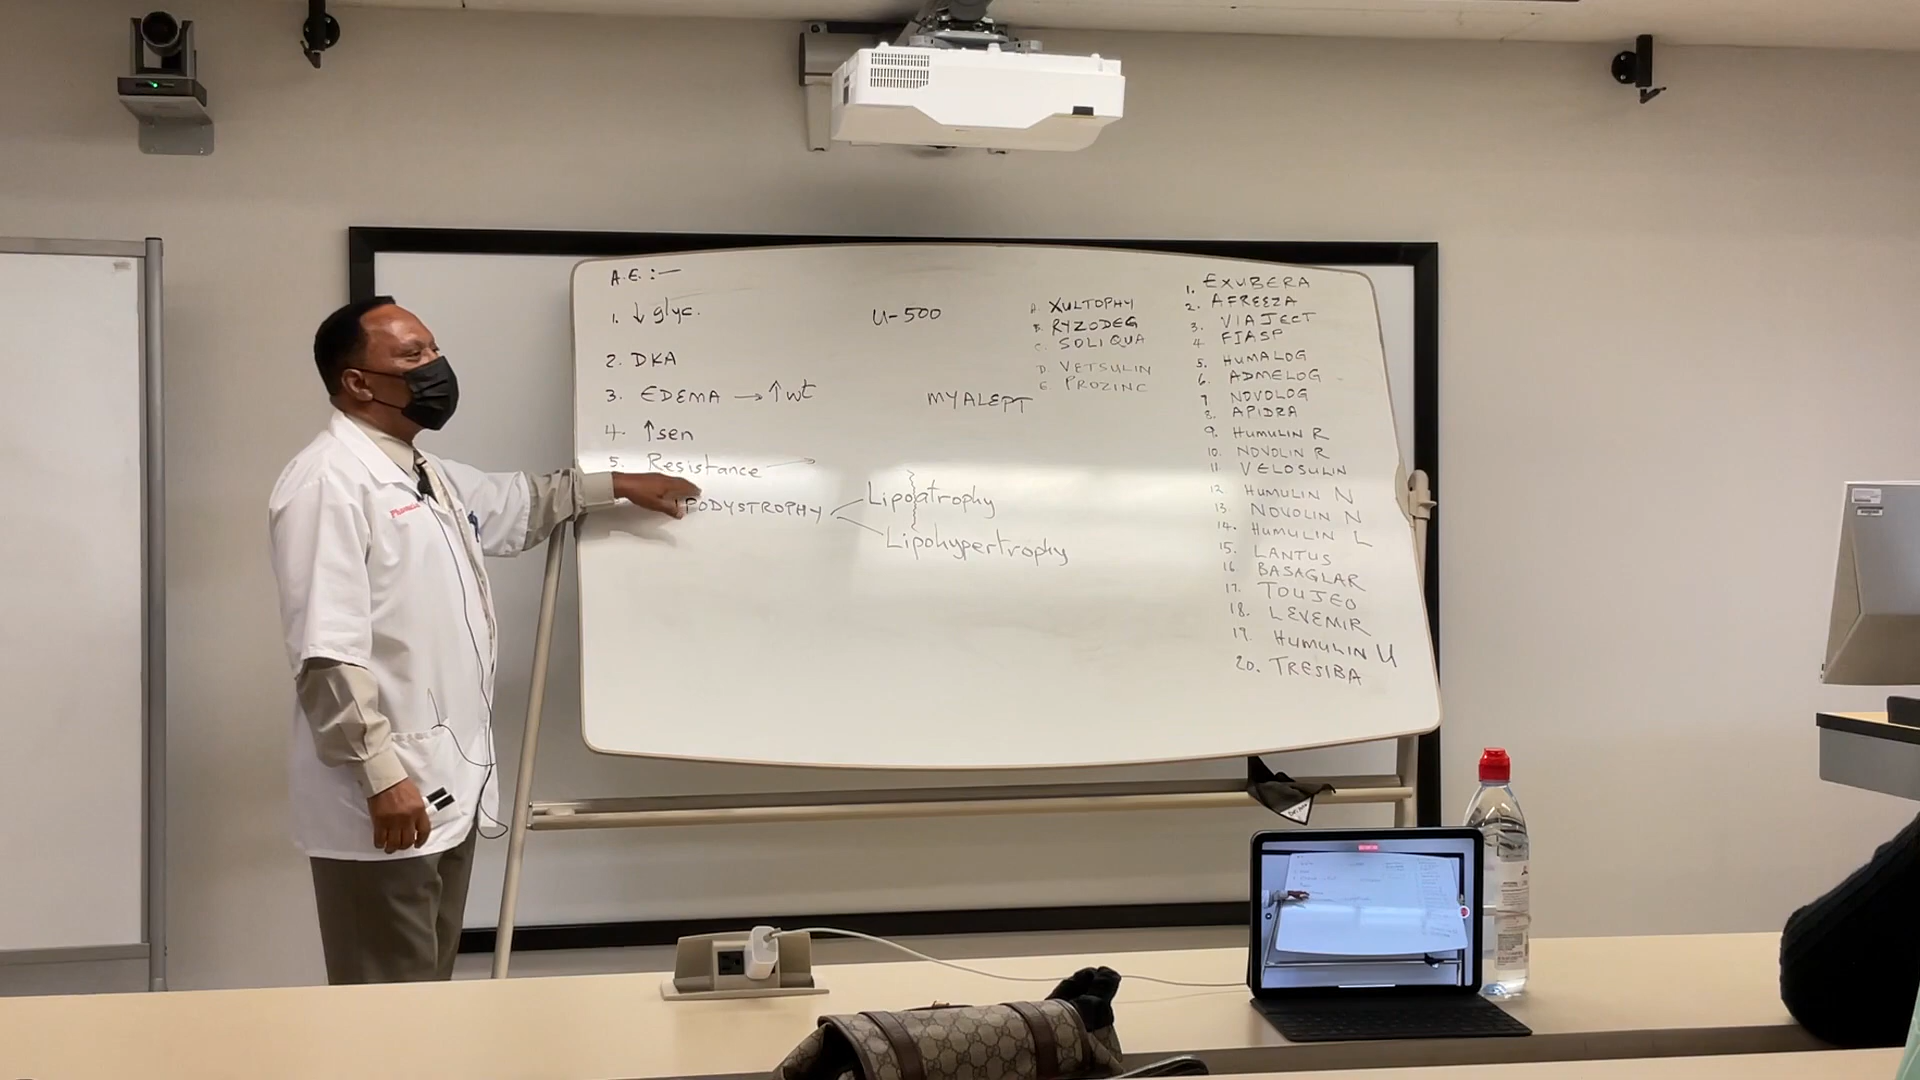 A.E. :—
1. ↓ glyc.
2. DKA
3. EDEMA → ↑ wt
4. ↑ sen
5. Resistance →
IPODYSTROPHY
Lipoatrophy
Lipohypertrophy
U-500
MYALEPT
A. XULTOPHY
B. RYZODEG
C. SOLIQUA
D. VETSULIN
E. PROZINC
1. EXUBERA
2. AFREEZA
3. VIAJECT
4. FIASP
5. HUMALOG
6. ADMELOG
7 NOVOLOG
8. APIDRA
9. HUMULIN R
10. NOVOLIN R
11. VELOSULIN
12 HUMULIN N
13. NOVOLIN N
14. HUMULIN L
15. LANTUS
16 BASAGLAR
17. TOUJEO
18. LEVEMIR
19. HUMULIN U
20. TRESIBA